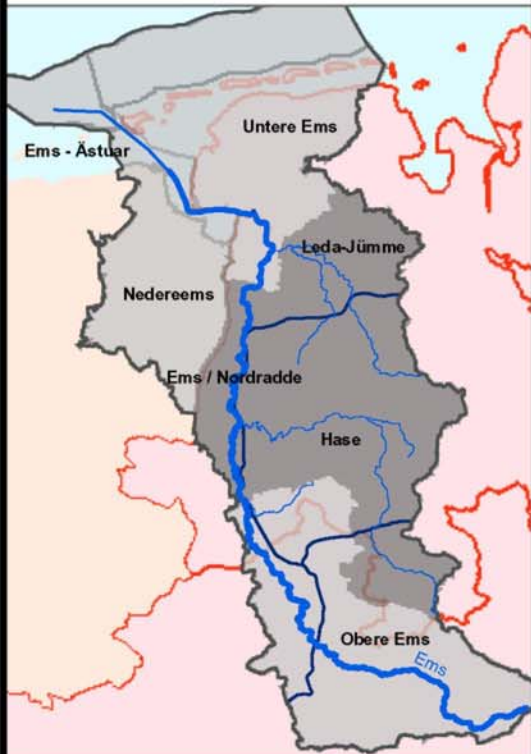 Untere Ems
Ems - Ästuar
Leda-Jümme
Nedereems
Ems / Nordradde
Hase
Obere Ems
Ems